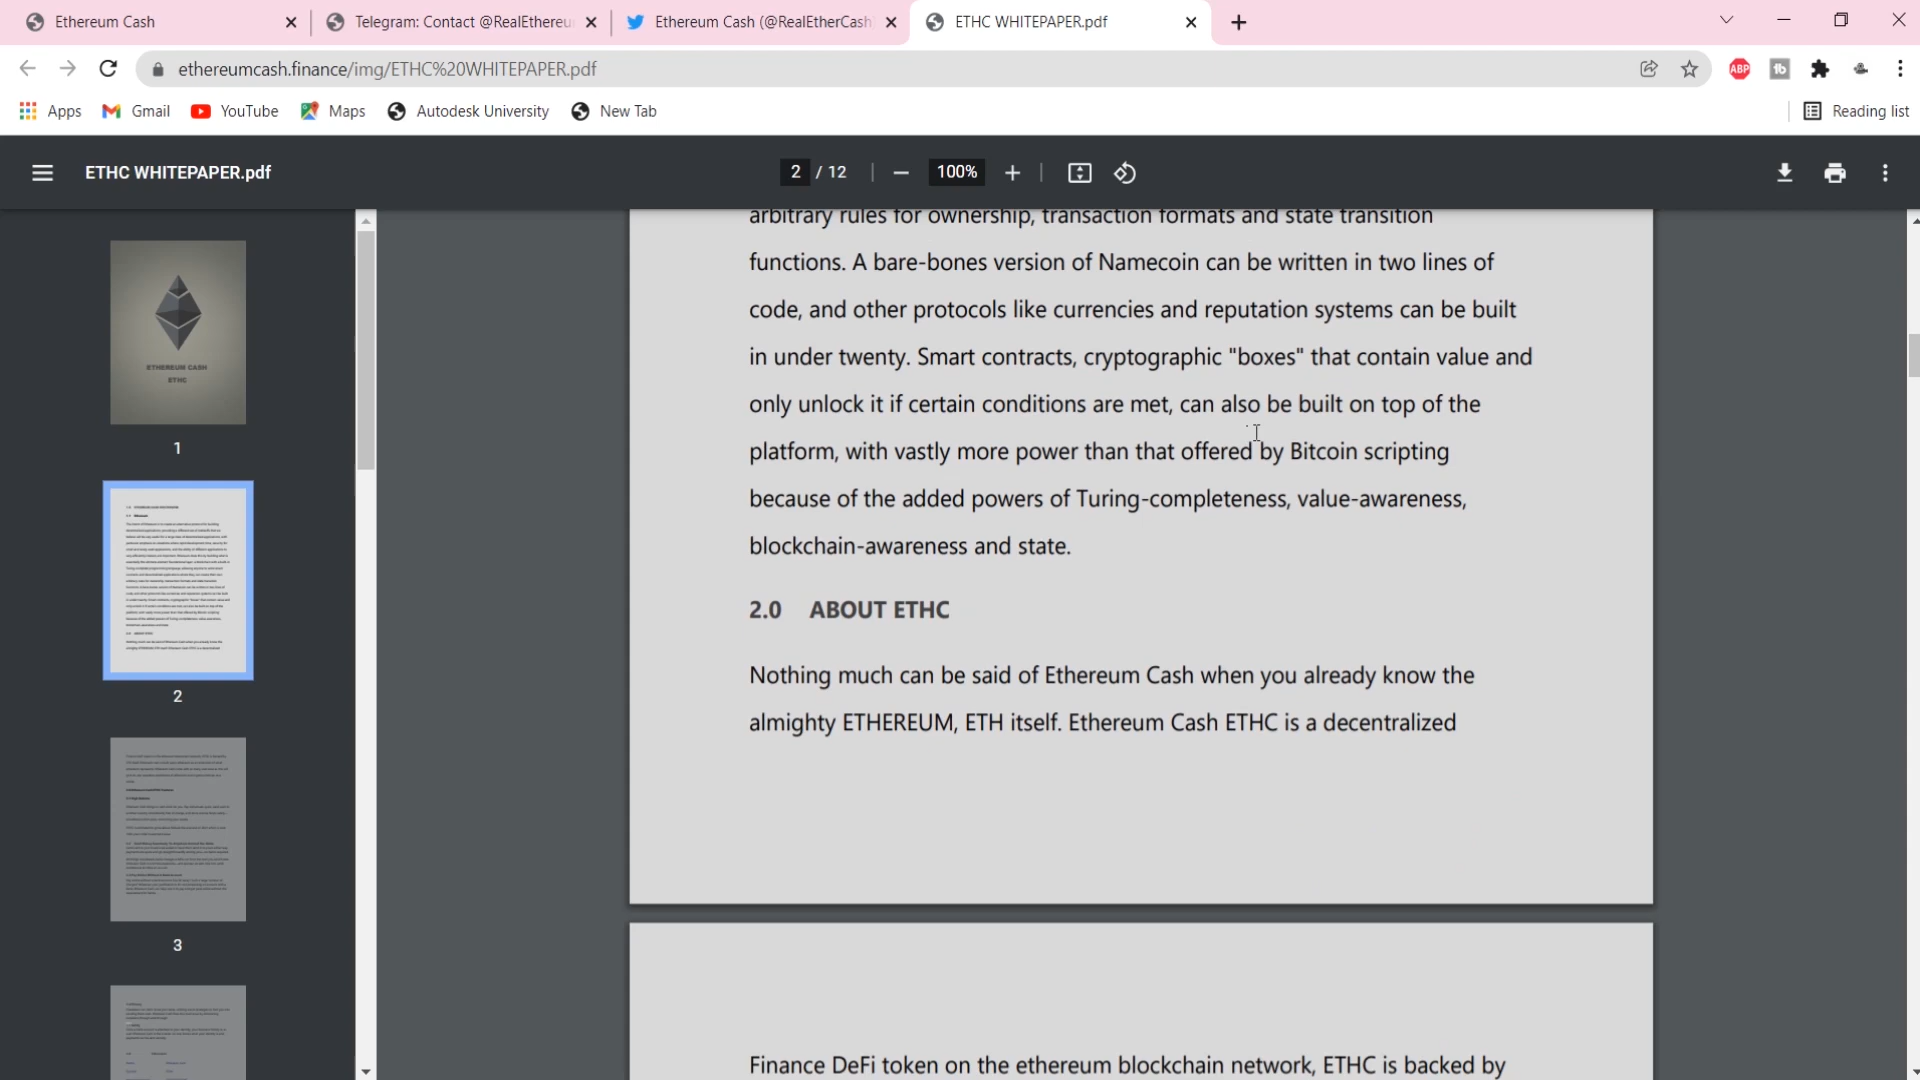 Ethereum Cash
Telegram: Contact @RealEthereu
Ethereum Cash (@RealEtherCash)
ETHC WHITEPAPER.pdf
ethereumcash.finance/img/ETHC%20WHITEPAPER.pdf
ABP
Apps
Gmail
YouTube
Maps
Autodesk University
New Tab
Reading list
ETHC WHITEPAPER.pdf
2 / 12
100%
ETHEREUM CASH
ETHC
1
2
3
arbitrary rules for ownership, transaction formats and state transition
functions. A bare-bones version of Namecoin can be written in two lines of
code, and other protocols like currencies and reputation systems can be built
in under twenty. Smart contracts, cryptographic "boxes" that contain value and
only unlock it if certain conditions are met, can also be built on top of the
platform, with vastly more power than that offered by Bitcoin scripting
because of the added powers of Turing-completeness, value-awareness,
blockchain-awareness and state.
2.0 ABOUT ETHC
Nothing much can be said of Ethereum Cash when you already know the
almighty ETHEREUM, ETH itself. Ethereum Cash ETHC is a decentralized
Finance DeFi token on the ethereum blockchain network, ETHC is backed by